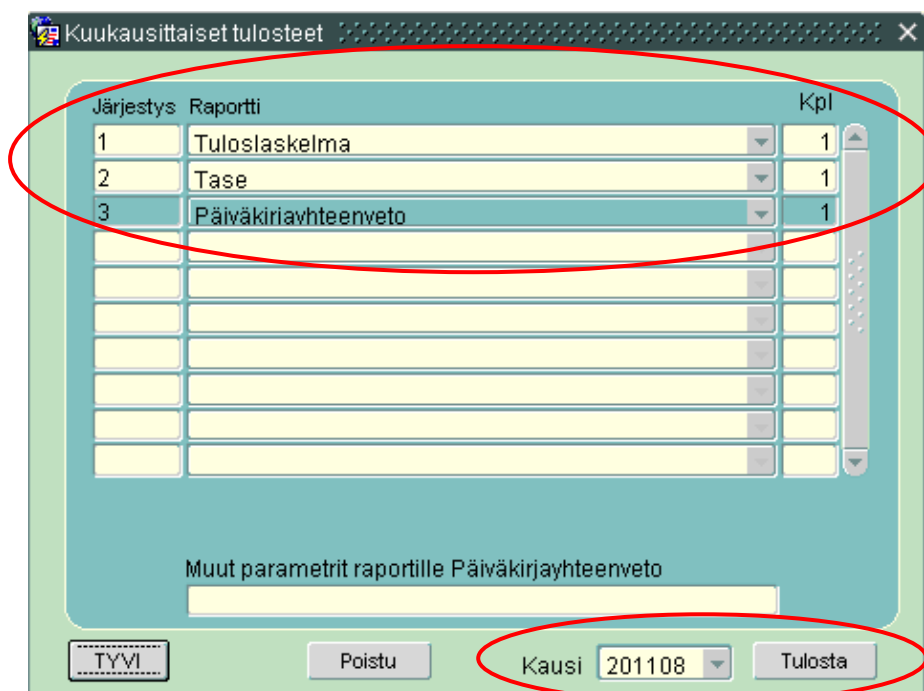 Kuukausittaiset tulosteet
Järjestys Raportti Kpl
1 Tuloslaskelma 1
2 Tase 1
3 Päiväkirjayhteenveto 1
Muut parametrit raportille Päiväkirjayhteenveto
TYVI Poistu Kausi 201108 Tulosta